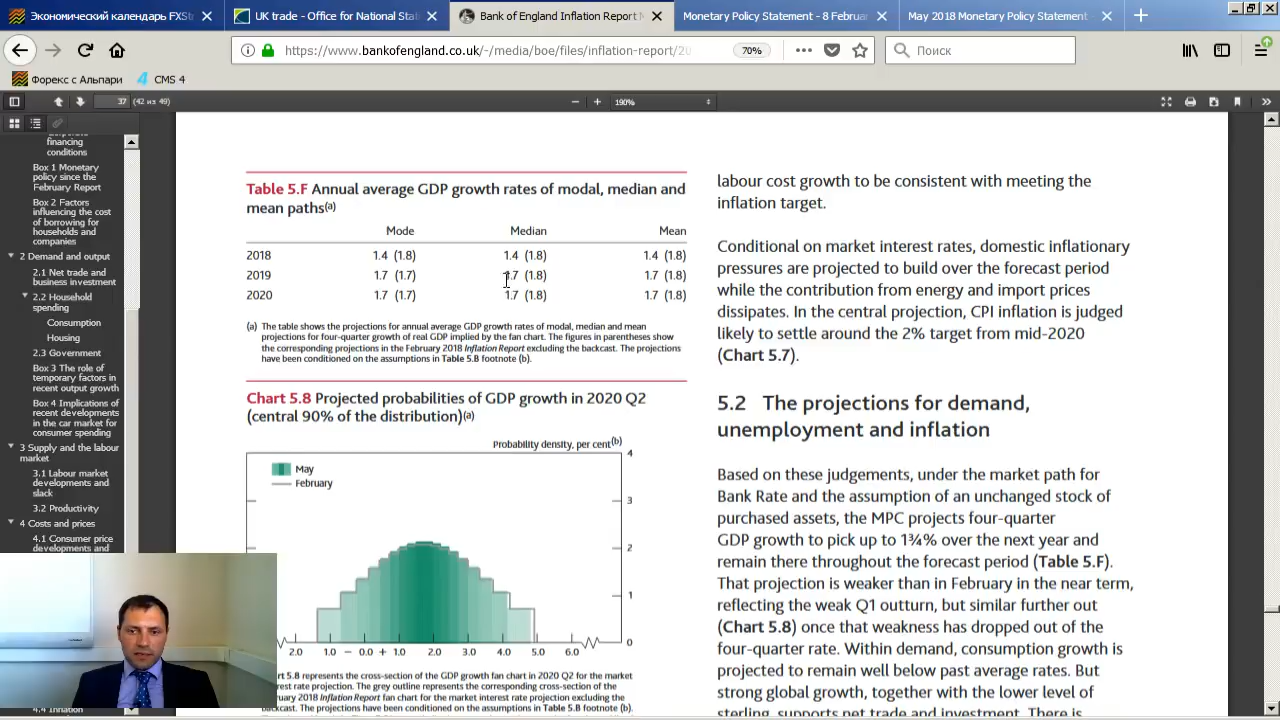 Экономический календарь FXSt
UK trade - Office for National Stat
Bank of England Inflation Report M
Monetary Policy Statement - 8 Februar
May 2018 Monetary Policy Statement
https://www.bankofengland.co.uk/-/media/boe/files/inflation-report/20
70%
Поиск
Форекс с Альпари
CMS 4
37
(42 из 49)
190%
Corporate
financing
conditions
Box 1 Monetary
policy since the
February Report
Box 2 Factors
influencing the cost
of borrowing for
households and
companies
2 Demand and output
2.1 Net trade and
business investment
2.2 Household
spending
Consumption
Housing
2.3 Government
Box 3 The role of
temporary factors in
recent output growth
Box 4 Implications of
recent developments
in the car market for
consumer spending
3 Supply and the labour
market
3.1 Labour market
developments and
slack
3.2 Productivity
4 Costs and prices
4.1 Consumer price
developments and
4.4 Inflation
Table 5.F Annual average GDP growth rates of modal, median and
mean paths(a)
Mode Median Mean
2018 1.4 (1.8) 1.4 (1.8) 1.4 (1.8)
2019 1.7 (1.7) 1.7 (1.8) 1.7 (1.8)
2020 1.7 (1.7) 1.7 (1.8) 1.7 (1.8)
(a) The table shows the projections for annual average GDP growth rates of modal, median and mean
projections for four-quarter growth of real GDP implied by the fan chart. The figures in parentheses show
the corresponding projections in the February 2018 Inflation Report excluding the backcast. The projections
have been conditioned on the assumptions in Table 5.B footnote (b).
Chart 5.8 Projected probabilities of GDP growth in 2020 Q2
(central 90% of the distribution)(a)
Probability density, per cent(b)
4
May
February
3
2
1
0
2.0 1.0 – 0.0 + 1.0 2.0 3.0 4.0 5.0 6.0
rt 5.8 represents the cross-section of the GDP growth fan chart in 2020 Q2 for the market
rest rate projection. The grey outline represents the corresponding cross-section of the
ruary 2018 Inflation Report fan chart for the market interest rate projection excluding the
kcast. The projections have been conditioned on the assumptions in Table 5.B footnote (b).
labour cost growth to be consistent with meeting the
inflation target.
Conditional on market interest rates, domestic inflationary
pressures are projected to build over the forecast period
while the contribution from energy and import prices
dissipates. In the central projection, CPI inflation is judged
likely to settle around the 2% target from mid-2020
(Chart 5.7).
5.2 The projections for demand,
unemployment and inflation
Based on these judgements, under the market path for
Bank Rate and the assumption of an unchanged stock of
purchased assets, the MPC projects four-quarter
GDP growth to pick up to 1¾% over the next year and
remain there throughout the forecast period (Table 5.F).
That projection is weaker than in February in the near term,
reflecting the weak Q1 outturn, but similar further out
(Chart 5.8) once that weakness has dropped out of the
four-quarter rate. Within demand, consumption growth is
projected to remain well below past average rates. But
strong global growth, together with the lower level of
sterling, supports net trade and investment. There is